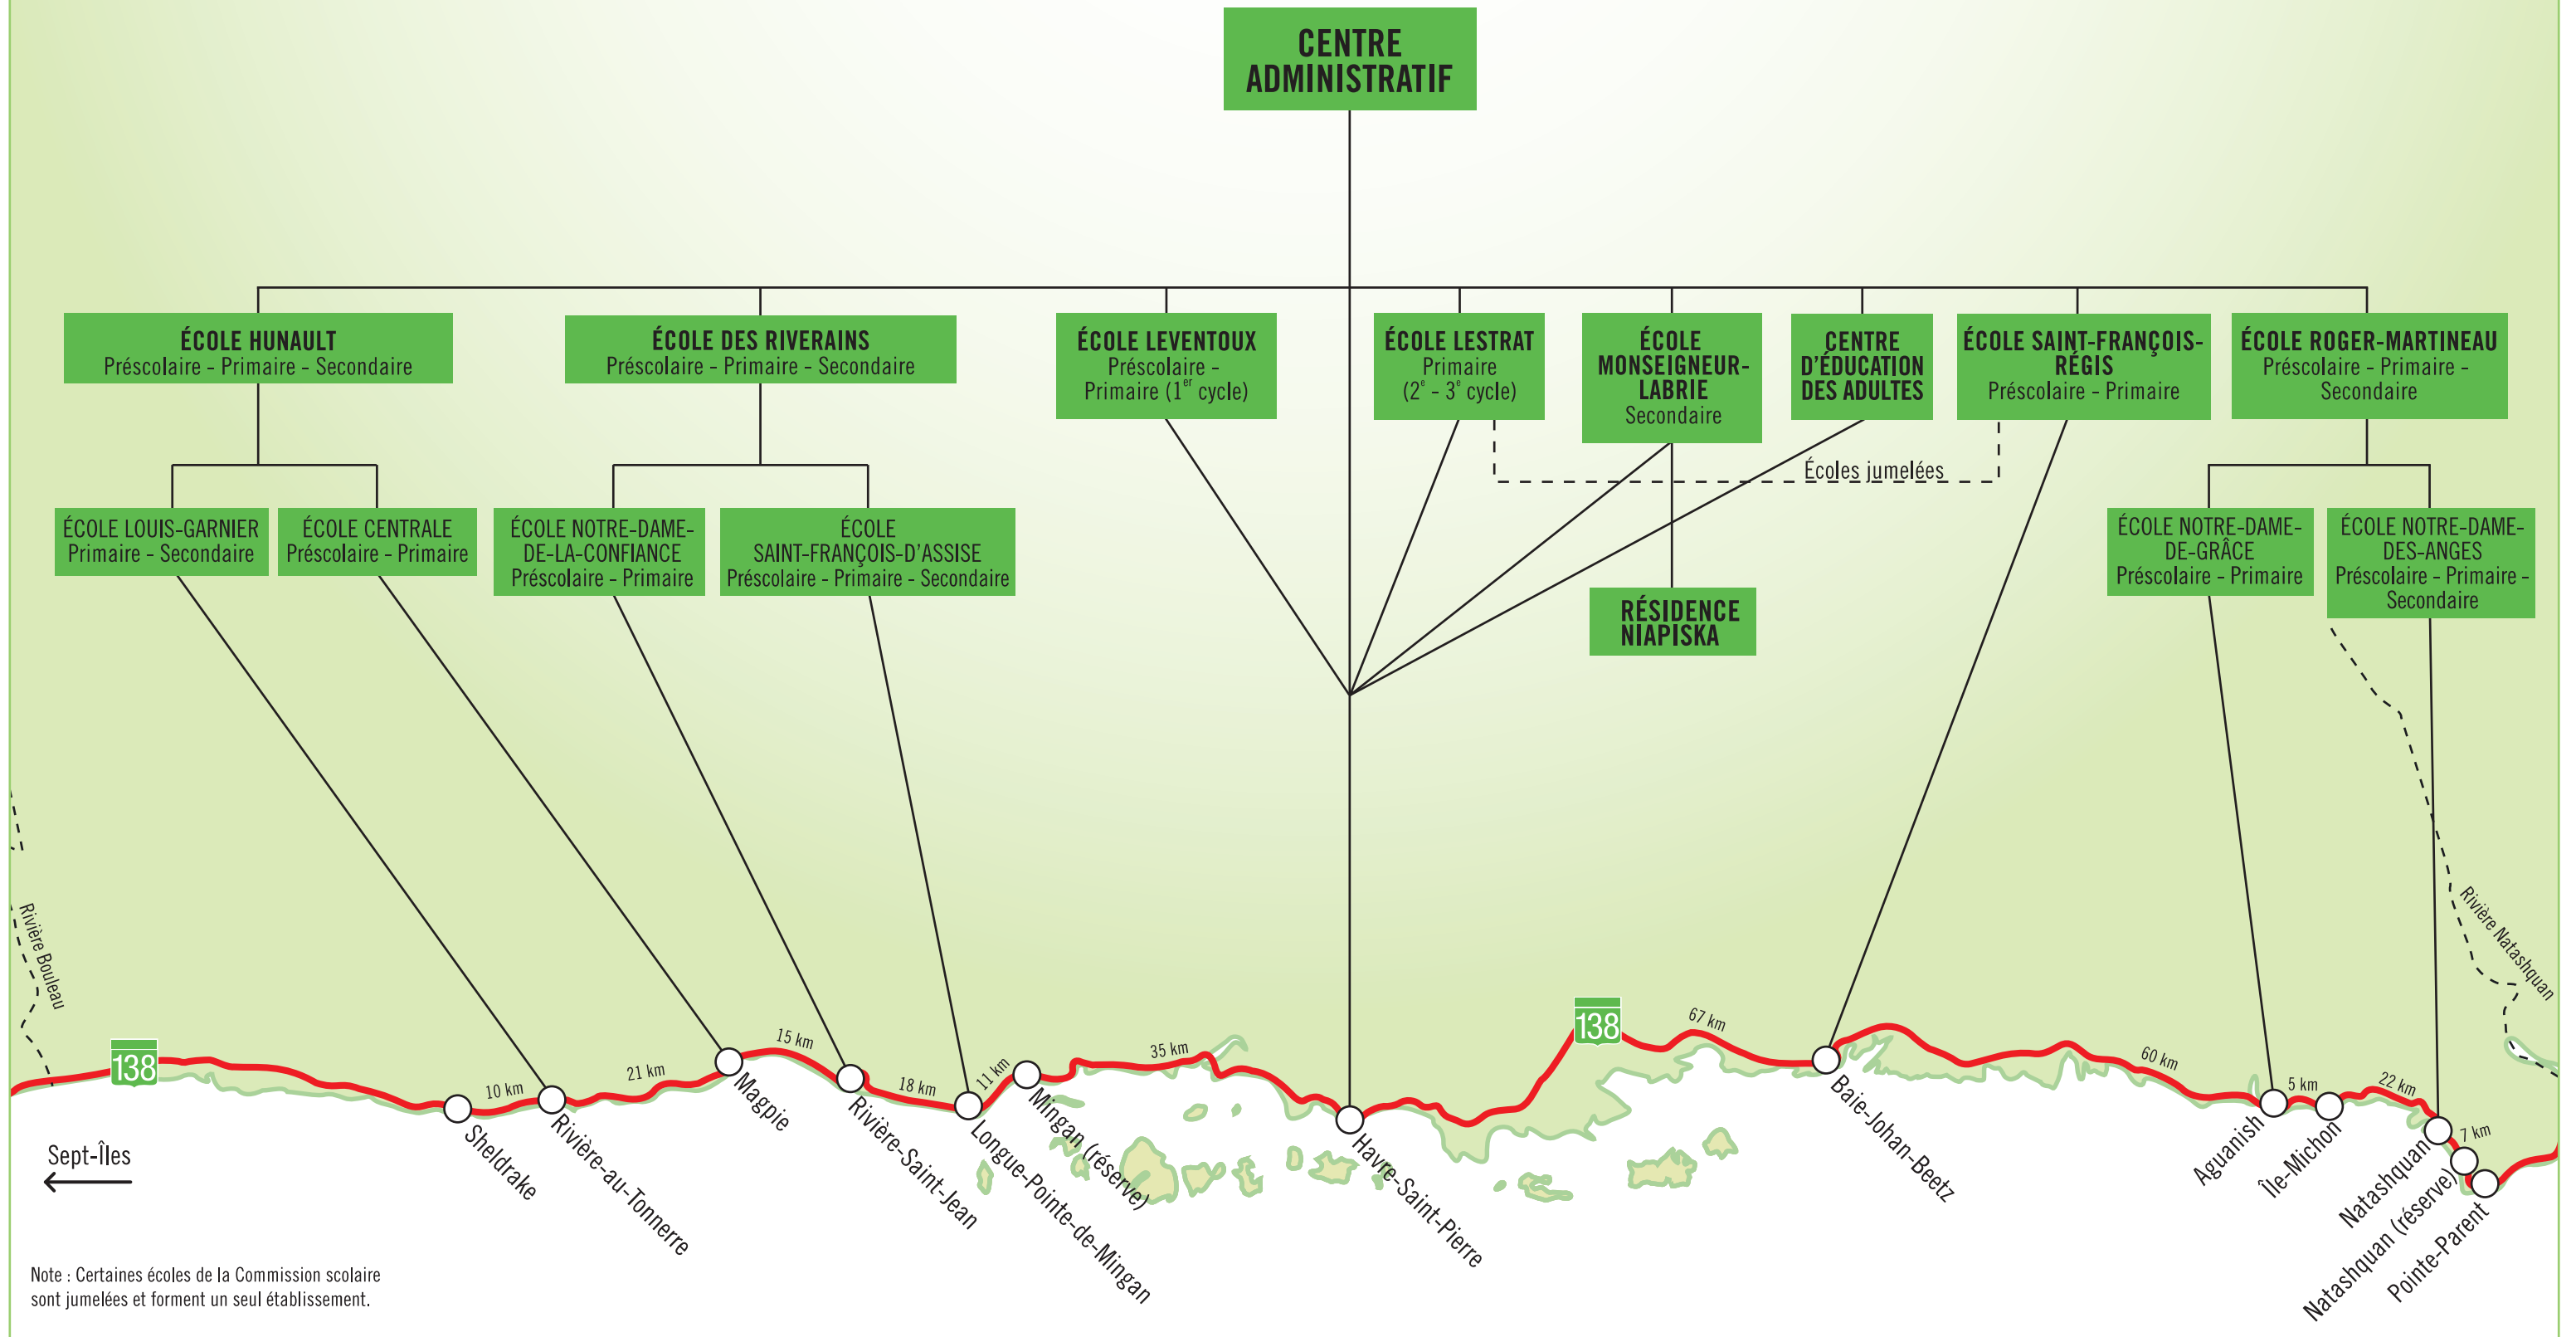 CENTRE
ADMINISTRATIF
ÉCOLE HUNAULT
Préscolaire - Primaire - Secondaire
ÉCOLE DES RIVERAINS
Préscolaire - Primaire - Secondaire
ÉCOLE LEVENTOUX
Préscolaire -
Primaire (1er cycle)
ÉCOLE LESTRAT
Primaire
(2e - 3e cycle)
ÉCOLE
MONSEIGNEUR-
LABRIE
Secondaire
CENTRE
D'ÉDUCATION
DES ADULTES
ÉCOLE SAINT-FRANÇOIS-
RÉGIS
Préscolaire - Primaire
ÉCOLE ROGER-MARTINEAU
Préscolaire - Primaire -
Secondaire
Écoles jumelées
ÉCOLE LOUIS-GARNIER
Primaire - Secondaire
ÉCOLE CENTRALE
Préscolaire - Primaire
ÉCOLE NOTRE-DAME-
DE-LA-CONFIANCE
Préscolaire - Primaire
ÉCOLE
SAINT-FRANÇOIS-D'ASSISE
Préscolaire - Primaire - Secondaire
RÉSIDENCE
NIAPISKA
ÉCOLE NOTRE-DAME-
DE-GRÂCE
Préscolaire - Primaire
ÉCOLE NOTRE-DAME-
DES-ANGES
Préscolaire - Primaire -
Secondaire
Rivière Bouleau
Rivière Natashquan
138
10 km
21 km
15 km
18 km
11 km
35 km
138
67 km
60 km
5 km
22 km
7 km
Sept-Îles
Sheldrake
Rivière-au-Tonnerre
Magpie
Rivière-Saint-Jean
Longue-Pointe-de-Mingan
Mingan (réserve)
Havre-Saint-Pierre
Baie-Johan-Beetz
Aguanish
Île-Michon
Natashquan
Natashquan (réserve)
Pointe-Parent
Note : Certaines écoles de la Commission scolaire
sont jumelées et forment un seul établissement.